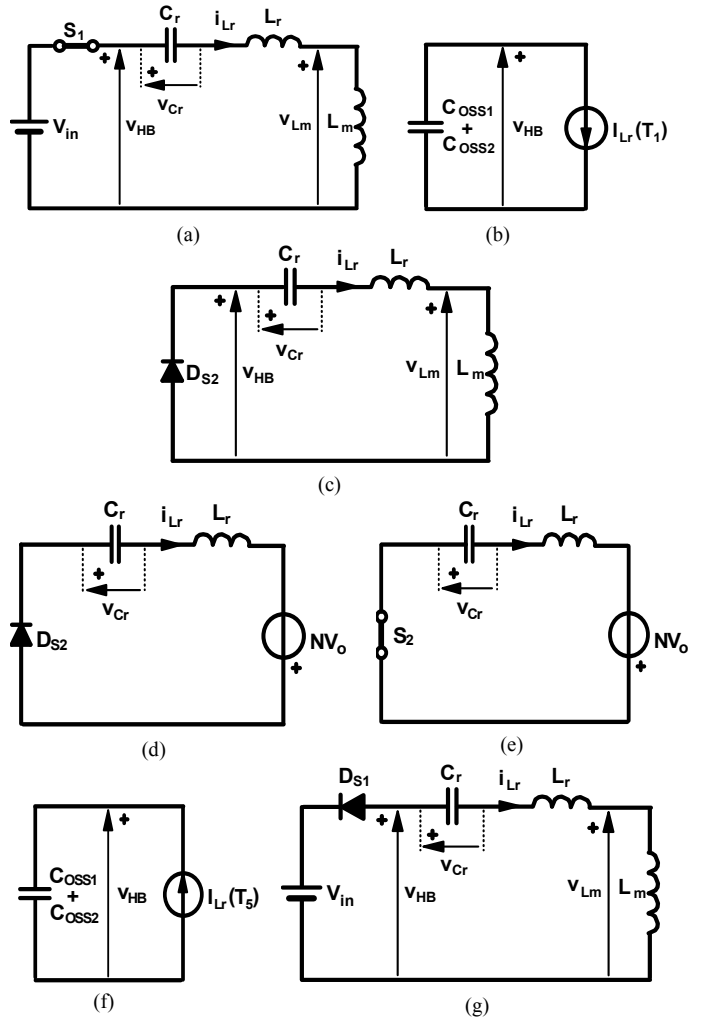 S1 Cr iLr Lr
+ + vCr + Vin vHB vLm Lm
(a)
COSS1 + COSS2 + vHB ILr(T1)
(b)
Cr iLr Lr
+ + vCr + DS2 vHB vLm Lm
(c)
Cr iLr Lr
+ vCr
DS2 NVo +
(d)
Cr iLr Lr
+ vCr
S2 NVo +
(e)
COSS1 + COSS2 + vHB ILr(T5)
(f)
DS1 Cr iLr Lr
+ + vCr + Vin vHB vLm Lm
(g)